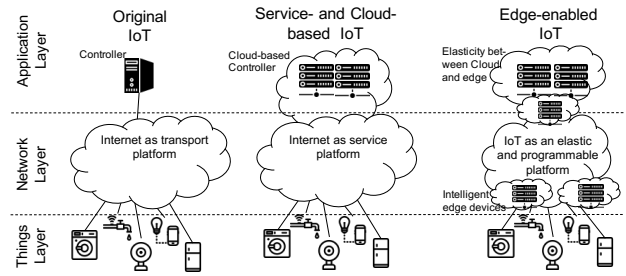 Original
IoT
Service- and Cloud-
based IoT
Edge-enabled
IoT
Application
Layer
Controller
Cloud-based
Controller
Elasticity bet-
ween Cloud
and edge
Network
Layer
Internet as transport
platform
Internet as service
platform
IoT as an elastic
and programmable
platform
Intelligent
edge devices
Things
Layer